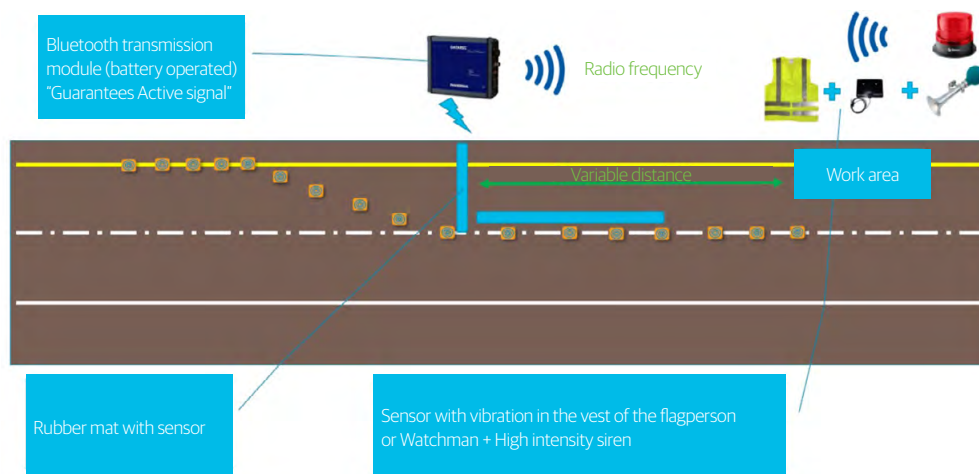 Bluetooth transmission
module (battery operated)
“Guarantees Active signal”
Radio frequency
Variable distance
Work area
Rubber mat with sensor
Sensor with vibration in the vest of the flagperson
or Watchman + High intensity siren